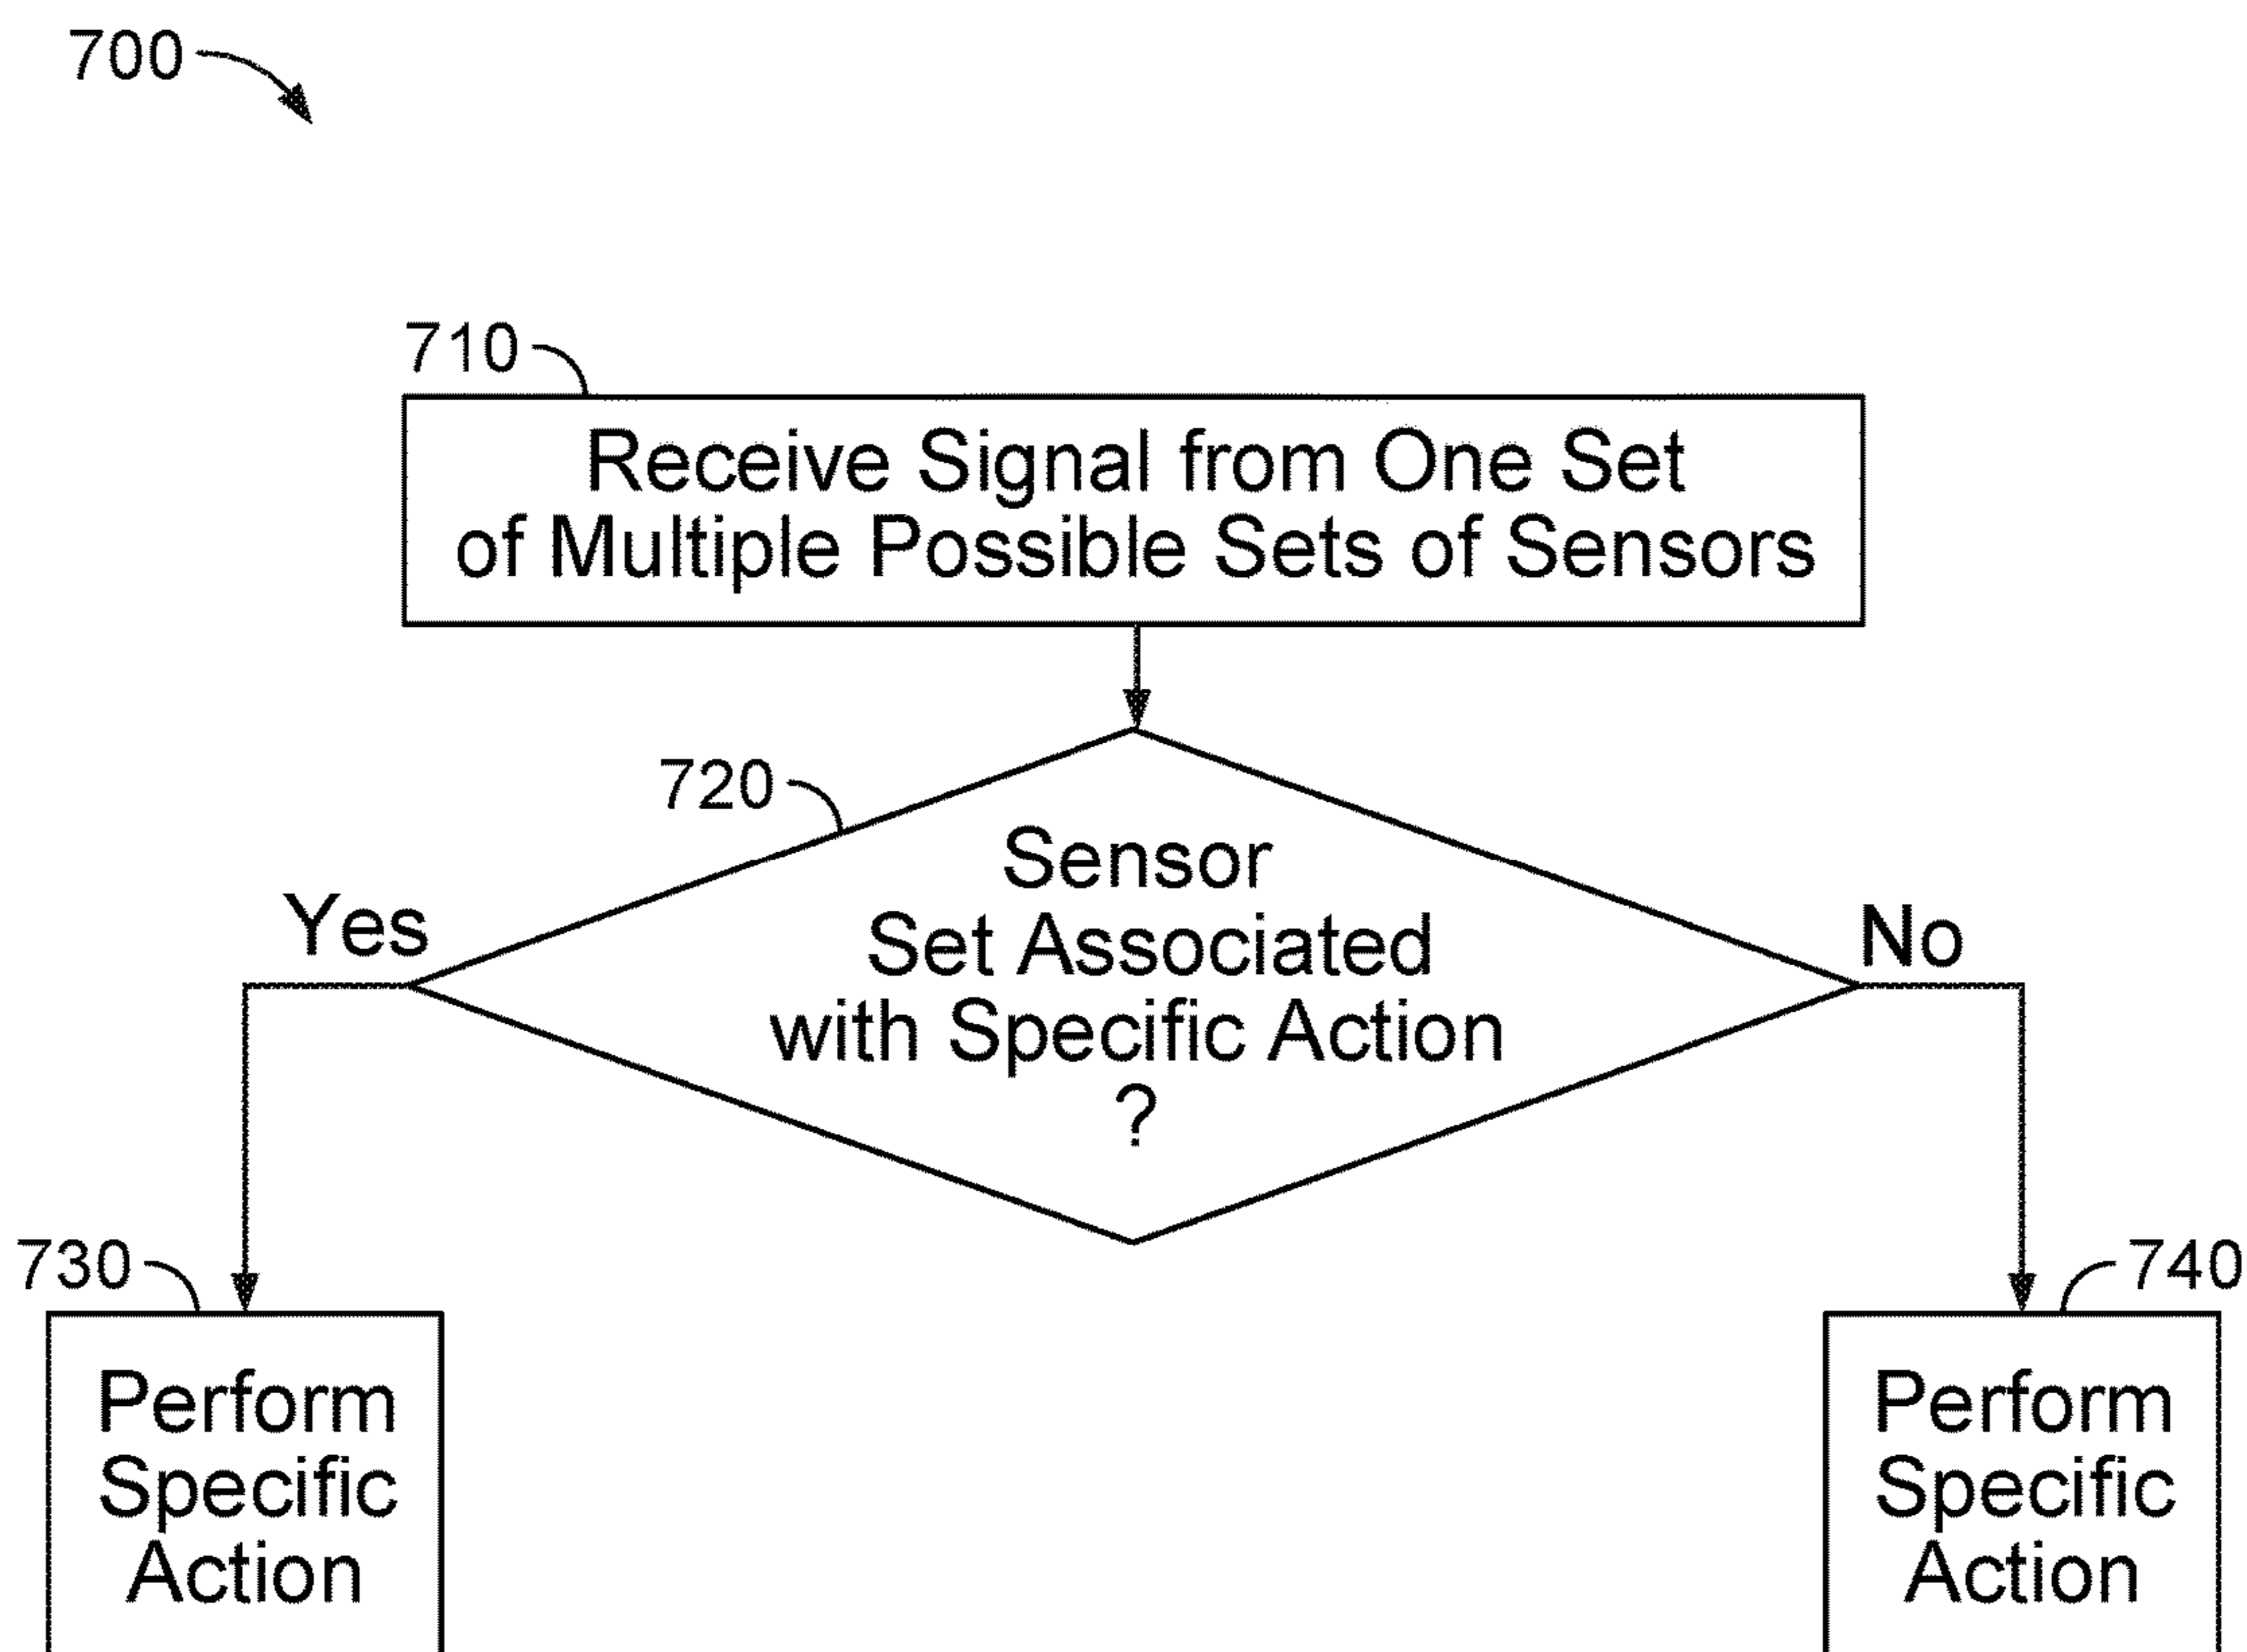 700
710
Receive Signal from One Set
of Multiple Possible Sets of Sensors
720
Sensor
Set Associated
with Specific Action
?
Yes
No
730
Perform
Specific
Action
740
Perform
Specific
Action